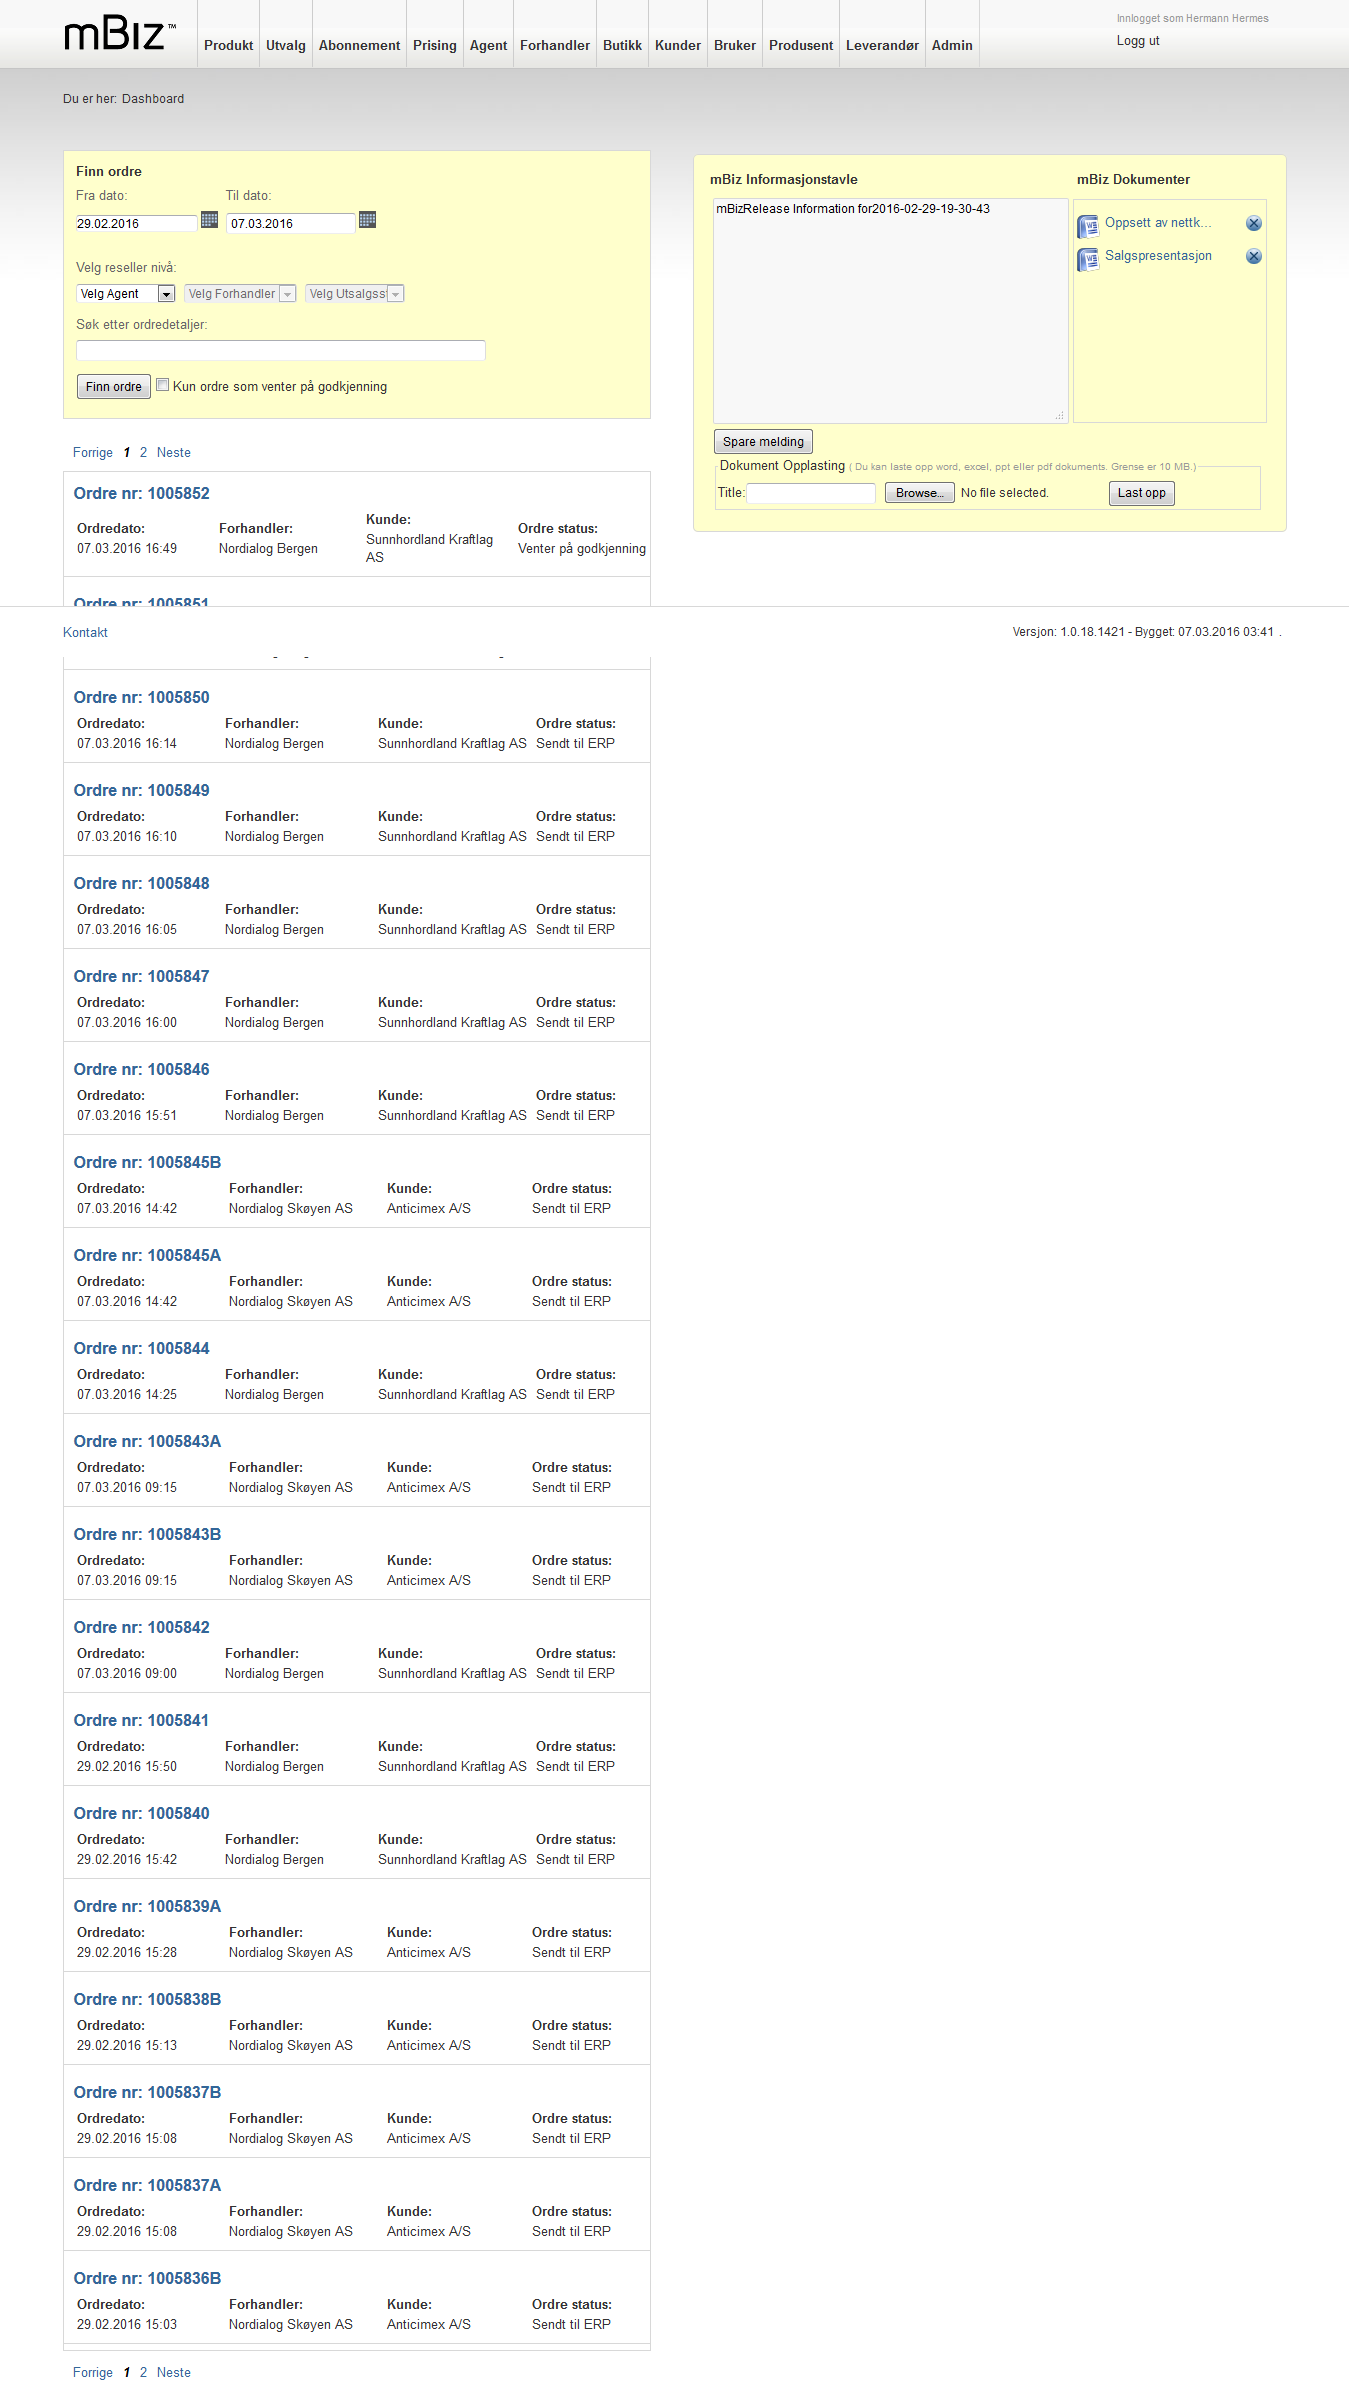 mBiz™
Produkt Utvalg Abonnement Prising Agent Forhandler Butikk Kunder Bruker Produsent Leverandør Admin
Innlogget som Hermann Hermes
Logg ut
Du er her: Dashboard
Finn ordre
Fra dato: Til dato:
29.02.2016 07.03.2016
Velg reseller nivå:
Velg Agent Velg Forhandler Velg Utsalgss
Søk etter ordredetaljer:
Finn ordre Kun ordre som venter på godkjenning
mBiz Informasjonstavle mBiz Dokumenter
mBizRelease Information for2016-02-29-19-30-43
Oppsett av nettk...
Salgspresentasjon
Spare melding
Dokument Opplasting ( Du kan laste opp word, excel, ppt eller pdf dokuments. Grense er 10 MB.)
Title: Browse... No file selected. Last opp
Forrige 1 2 Neste
Ordre nr: 1005852
Ordredato: Forhandler: Kunde: Ordre status:
07.03.2016 16:49 Nordialog Bergen Sunnhordland Kraftlag AS Venter på godkjenning
Ordre nr: 1005851
Kontakt Versjon: 1.0.18.1421 - Bygget: 07.03.2016 03:41 .
Ordre nr: 1005850
Ordredato: Forhandler: Kunde: Ordre status:
07.03.2016 16:14 Nordialog Bergen Sunnhordland Kraftlag AS Sendt til ERP
Ordre nr: 1005849
Ordredato: Forhandler: Kunde: Ordre status:
07.03.2016 16:10 Nordialog Bergen Sunnhordland Kraftlag AS Sendt til ERP
Ordre nr: 1005848
Ordredato: Forhandler: Kunde: Ordre status:
07.03.2016 16:05 Nordialog Bergen Sunnhordland Kraftlag AS Sendt til ERP
Ordre nr: 1005847
Ordredato: Forhandler: Kunde: Ordre status:
07.03.2016 16:00 Nordialog Bergen Sunnhordland Kraftlag AS Sendt til ERP
Ordre nr: 1005846
Ordredato: Forhandler: Kunde: Ordre status:
07.03.2016 15:51 Nordialog Bergen Sunnhordland Kraftlag AS Sendt til ERP
Ordre nr: 1005845B
Ordredato: Forhandler: Kunde: Ordre status:
07.03.2016 14:42 Nordialog Skøyen AS Anticimex A/S Sendt til ERP
Ordre nr: 1005845A
Ordredato: Forhandler: Kunde: Ordre status:
07.03.2016 14:42 Nordialog Skøyen AS Anticimex A/S Sendt til ERP
Ordre nr: 1005844
Ordredato: Forhandler: Kunde: Ordre status:
07.03.2016 14:25 Nordialog Bergen Sunnhordland Kraftlag AS Sendt til ERP
Ordre nr: 1005843A
Ordredato: Forhandler: Kunde: Ordre status:
07.03.2016 09:15 Nordialog Skøyen AS Anticimex A/S Sendt til ERP
Ordre nr: 1005843B
Ordredato: Forhandler: Kunde: Ordre status:
07.03.2016 09:15 Nordialog Skøyen AS Anticimex A/S Sendt til ERP
Ordre nr: 1005842
Ordredato: Forhandler: Kunde: Ordre status:
07.03.2016 09:00 Nordialog Bergen Sunnhordland Kraftlag AS Sendt til ERP
Ordre nr: 1005841
Ordredato: Forhandler: Kunde: Ordre status:
29.02.2016 15:50 Nordialog Bergen Sunnhordland Kraftlag AS Sendt til ERP
Ordre nr: 1005840
Ordredato: Forhandler: Kunde: Ordre status:
29.02.2016 15:42 Nordialog Bergen Sunnhordland Kraftlag AS Sendt til ERP
Ordre nr: 1005839A
Ordredato: Forhandler: Kunde: Ordre status:
29.02.2016 15:28 Nordialog Skøyen AS Anticimex A/S Sendt til ERP
Ordre nr: 1005838B
Ordredato: Forhandler: Kunde: Ordre status:
29.02.2016 15:13 Nordialog Skøyen AS Anticimex A/S Sendt til ERP
Ordre nr: 1005837B
Ordredato: Forhandler: Kunde: Ordre status:
29.02.2016 15:08 Nordialog Skøyen AS Anticimex A/S Sendt til ERP
Ordre nr: 1005837A
Ordredato: Forhandler: Kunde: Ordre status:
29.02.2016 15:08 Nordialog Skøyen AS Anticimex A/S Sendt til ERP
Ordre nr: 1005836B
Ordredato: Forhandler: Kunde: Ordre status:
29.02.2016 15:03 Nordialog Skøyen AS Anticimex A/S Sendt til ERP
Forrige 1 2 Neste